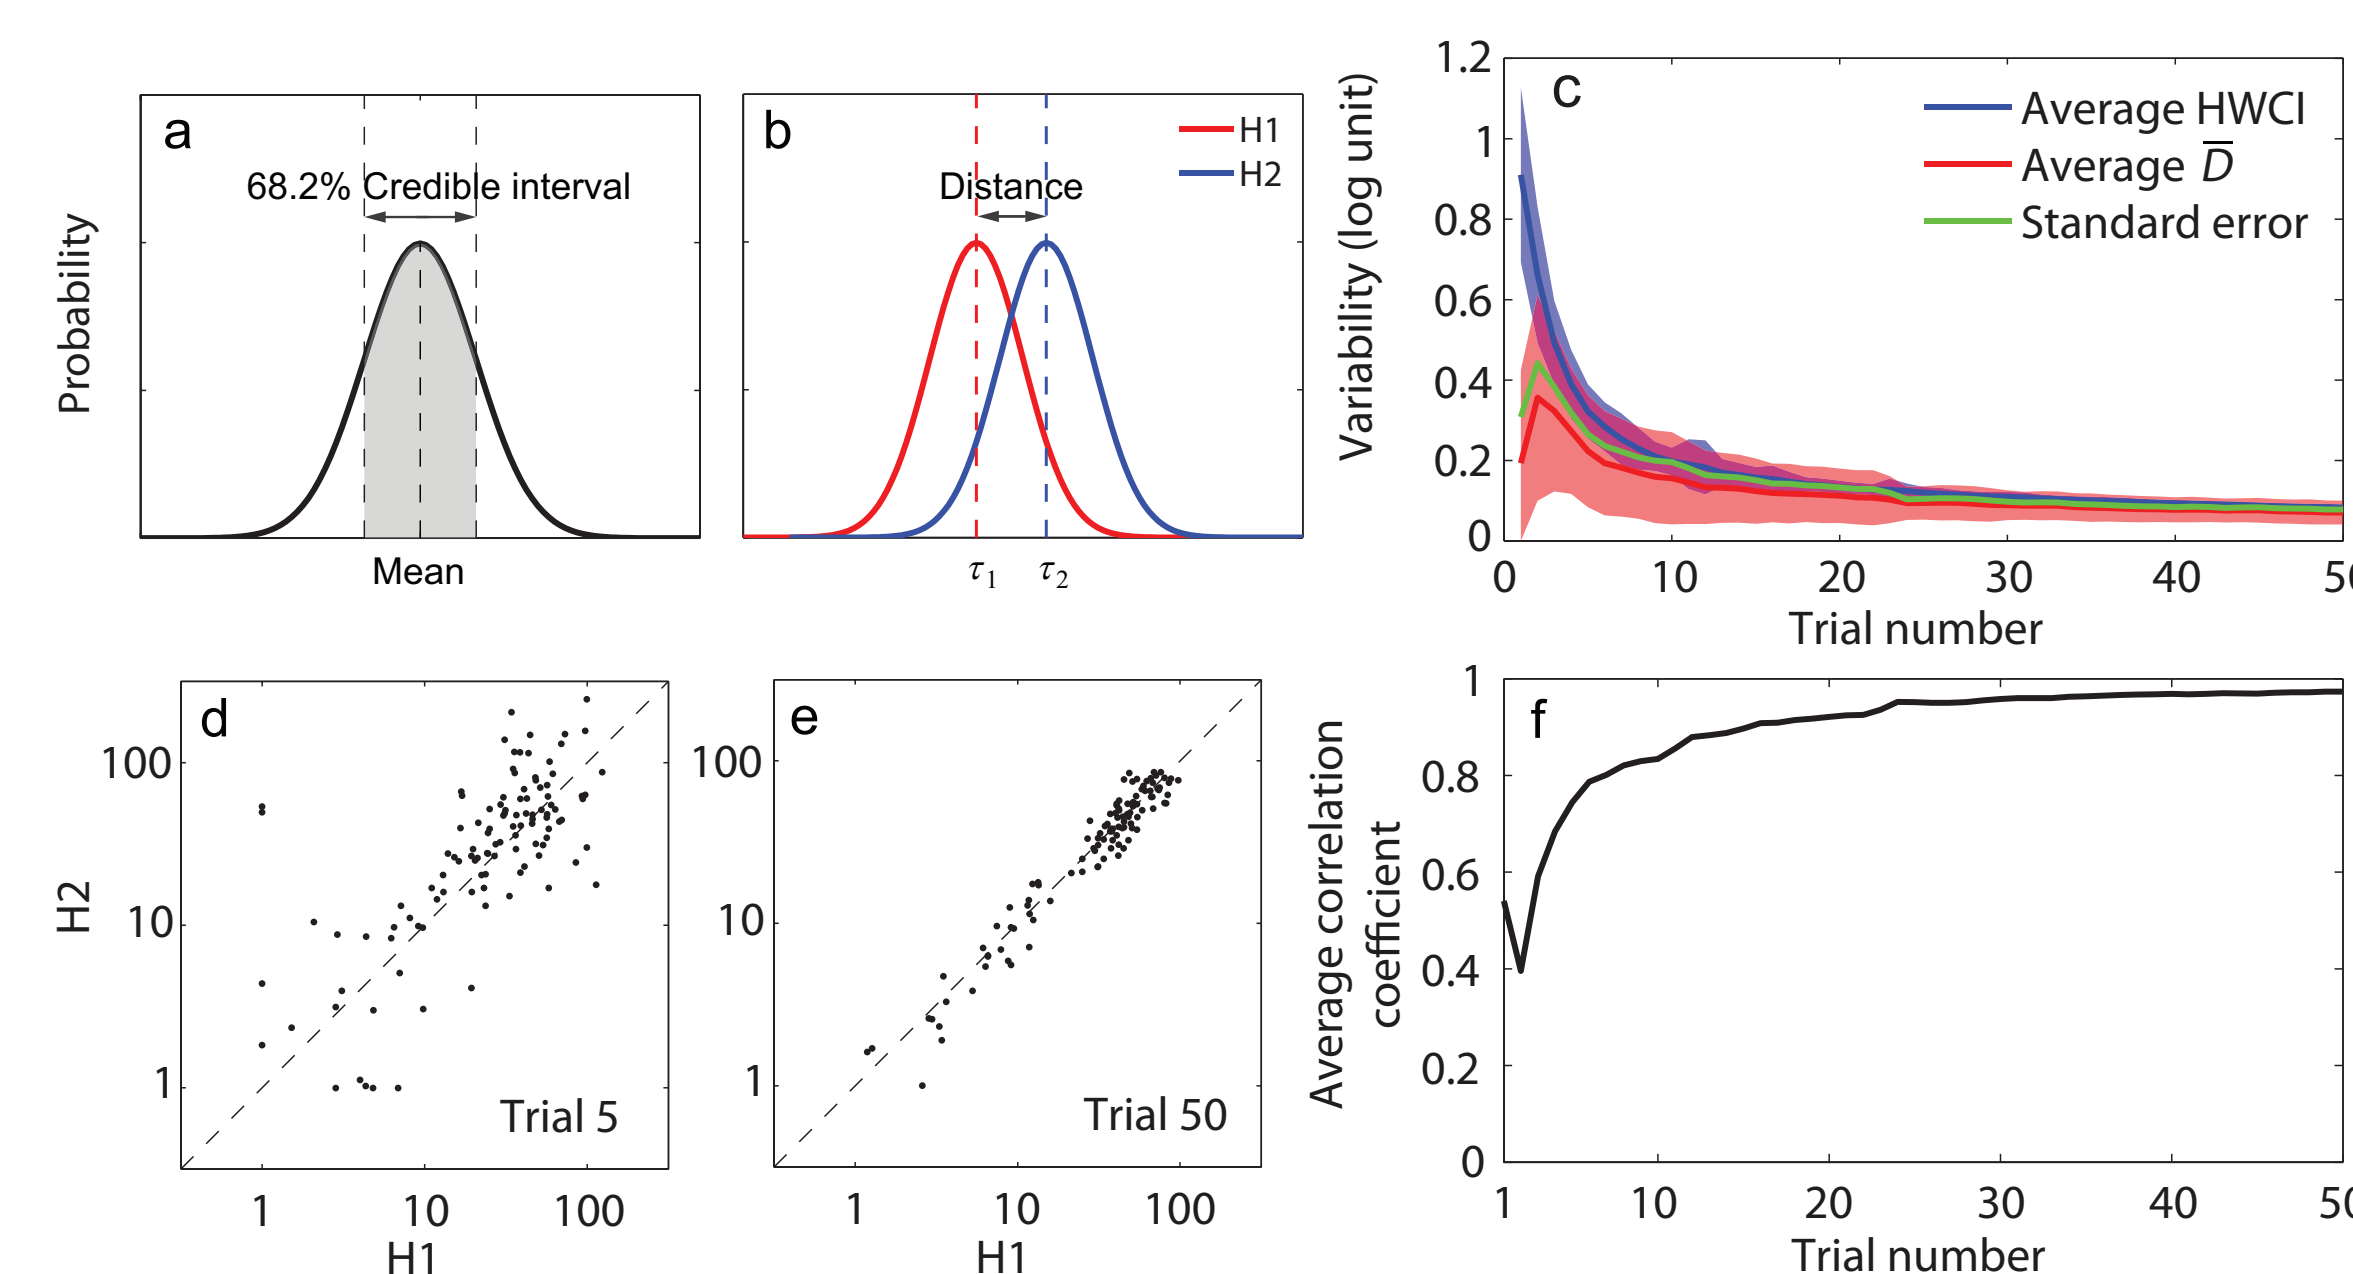 a
68.2% Credible interval
Probability
Mean
b
H1
H2
Distance
τ1 τ2
c
Average HWCI
Average D̅
Standard error
Variability (log unit)
1.2
1
0.8
0.6
0.4
0.2
0
0 10 20 30 40
Trial number
d
H2
100
10
1
Trial 5
1 10 100
H1
e
100
10
1
Trial 50
1 10 100
H1
f
Average correlation
coefficient
1
0.8
0.6
0.4
0.2
0
1 10 20 30 40
Trial number